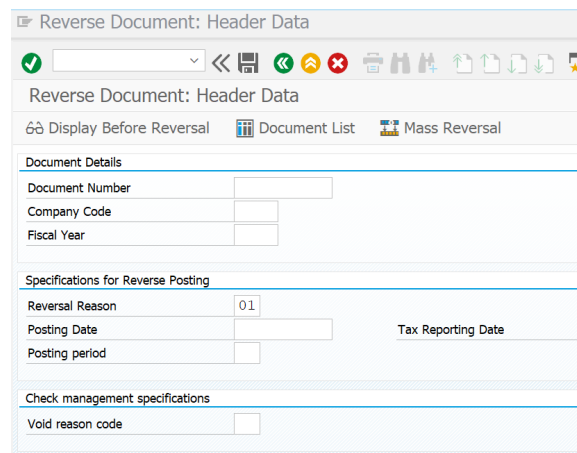 Reverse Document: Header Data
Reverse Document: Header Data
Display Before Reversal Document List Mass Reversal
Document Details
Document Number
Company Code
Fiscal Year
Specifications for Reverse Posting
Reversal Reason 01
Posting Date Tax Reporting Date
Posting period
Check management specifications
Void reason code